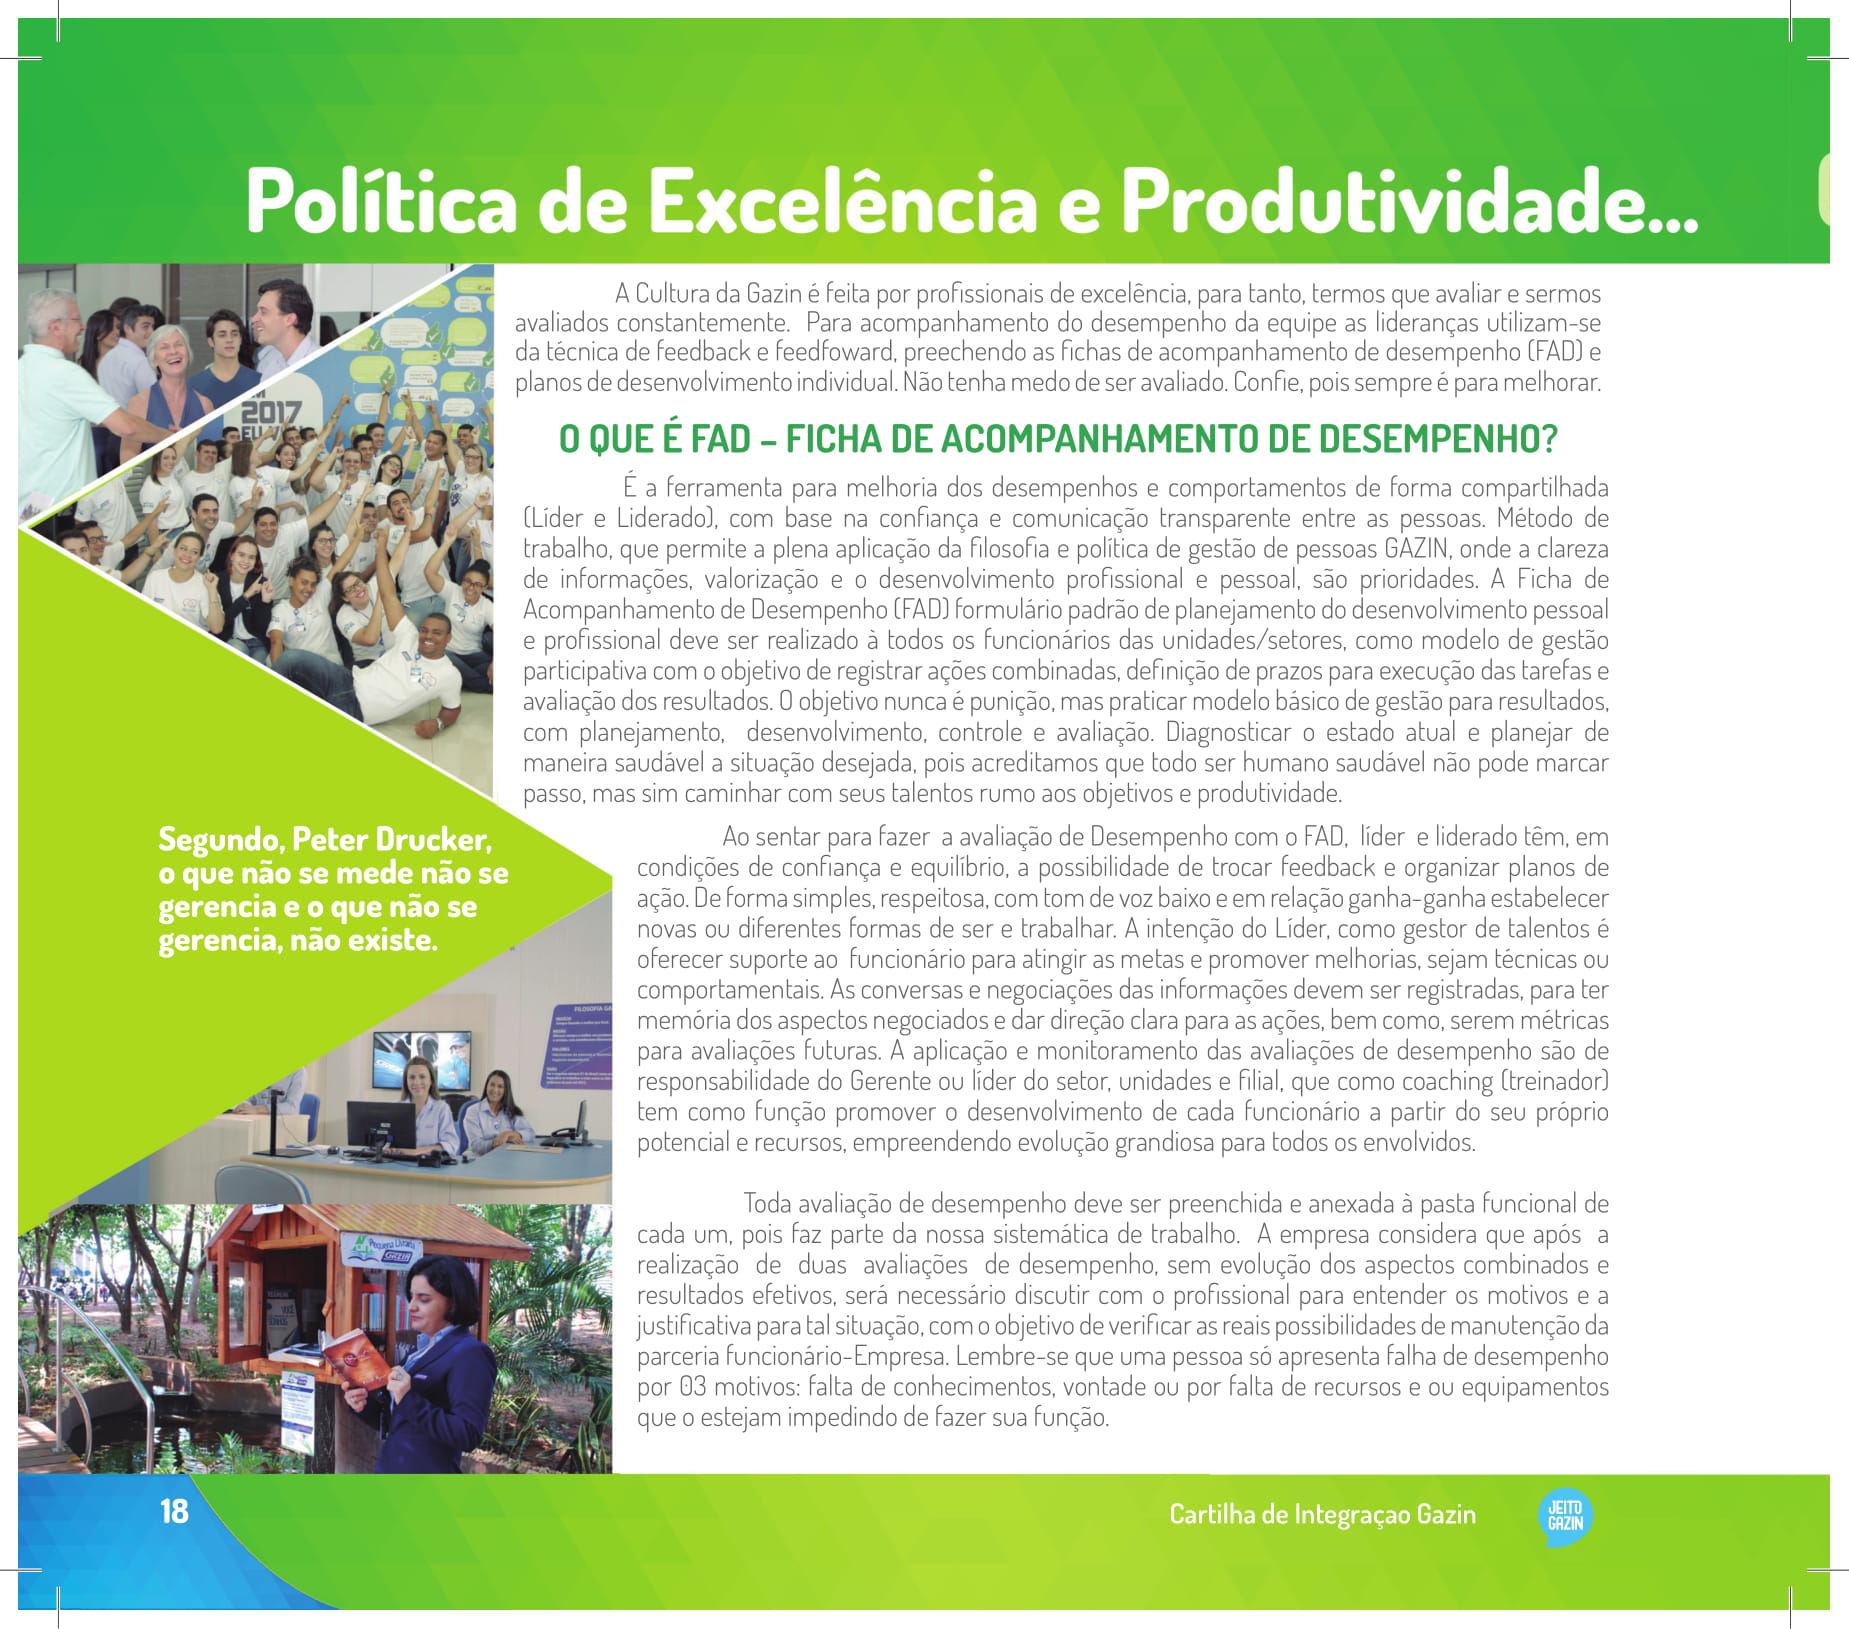 Política de Excelência e Produtividade...
A Cultura da Gazin é feita por profissionais de excelência, para tanto, termos que avaliar e sermos
avaliados constantemente. Para acompanhamento do desempenho da equipe as lideranças utilizam-se
da técnica de feedback e feedfoward, preechendo as fichas de acompanhamento de desempenho (FAD) e
planos de desenvolvimento individual. Não tenha medo de ser avaliado. Confie, pois sempre é para melhorar.
O QUE É FAD – FICHA DE ACOMPANHAMENTO DE DESEMPENHO?
É a ferramenta para melhoria dos desempenhos e comportamentos de forma compartilhada
(Líder e Liderado), com base na confiança e comunicação transparente entre as pessoas. Método de
trabalho, que permite a plena aplicação da filosofia e política de gestão de pessoas GAZIN, onde a clareza
de informações, valorização e o desenvolvimento profissional e pessoal, são prioridades. A Ficha de
Acompanhamento de Desempenho (FAD) formulário padrão de planejamento do desenvolvimento pessoal
e profissional deve ser realizado à todos os funcionários das unidades/setores, como modelo de gestão
participativa com o objetivo de registrar ações combinadas, definição de prazos para execução das tarefas e
avaliação dos resultados. O objetivo nunca é punição, mas praticar modelo básico de gestão para resultados,
com planejamento, desenvolvimento, controle e avaliação. Diagnosticar o estado atual e planejar de
maneira saudável a situação desejada, pois acreditamos que todo ser humano saudável não pode marcar
passo, mas sim caminhar com seus talentos rumo aos objetivos e produtividade.
Segundo, Peter Drucker,
o que não se mede não se
gerencia e o que não se
gerencia, não existe.
Ao sentar para fazer a avaliação de Desempenho com o FAD, líder e liderado têm, em
condições de confiança e equilíbrio, a possibilidade de trocar feedback e organizar planos de
ação. De forma simples, respeitosa, com tom de voz baixo e em relação ganha-ganha estabelecer
novas ou diferentes formas de ser e trabalhar. A intenção do Líder, como gestor de talentos é
oferecer suporte ao funcionário para atingir as metas e promover melhorias, sejam técnicas ou
comportamentais. As conversas e negociações das informações devem ser registradas, para ter
memória dos aspectos negociados e dar direção clara para as ações, bem como, serem métricas
para avaliações futuras. A aplicação e monitoramento das avaliações de desempenho são de
responsabilidade do Gerente ou líder do setor, unidades e filial, que como coaching (treinador)
tem como função promover o desenvolvimento de cada funcionário a partir do seu próprio
potencial e recursos, empreendendo evolução grandiosa para todos os envolvidos.
Toda avaliação de desempenho deve ser preenchida e anexada à pasta funcional de
cada um, pois faz parte da nossa sistemática de trabalho. A empresa considera que após a
realização de duas avaliações de desempenho, sem evolução dos aspectos combinados e
resultados efetivos, será necessário discutir com o profissional para entender os motivos e a
justificativa para tal situação, com o objetivo de verificar as reais possibilidades de manutenção da
parceria funcionário-Empresa. Lembre-se que uma pessoa só apresenta falha de desempenho
por 03 motivos: falta de conhecimentos, vontade ou por falta de recursos e ou equipamentos
que o estejam impedindo de fazer sua função.
2017
FILOSOFIA
Pequena Livraria
GAZIN
18
Cartilha de Integraçao Gazin
JEITO
GAZIN